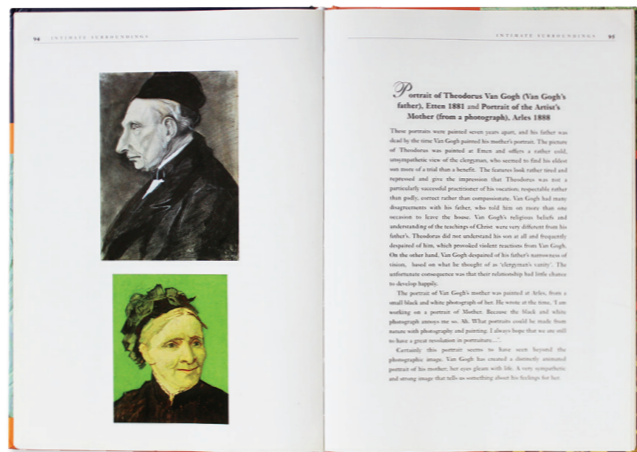 94 INTIMATE SURROUNDINGS
INTIMATE SURROUNDINGS 95
Portrait of Theodorus Van Gogh (Van Gogh's
father), Etten 1881 and Portrait of the Artist's
Mother (from a photograph), Arles 1888
These portraits were painted seven years apart, and his father was
dead by the time Van Gogh painted his mother's portrait. The picture
of Theodorus was painted at Etten and offers a rather cold,
unsympathetic view of the clergyman, who seemed to find his eldest
son more of a trial than a benefit. The features look rather tired and
repressed and give the impression that Theodorus was not a
particularly successful practitioner of his vocation; respectable rather
than godly, correct rather than compassionate. Van Gogh had many
disagreements with his father, who told him on more than one
occasion to leave the house. Van Gogh's religious beliefs and
understanding of the teachings of Christ were very different from his
father's. Theodorus did not understand his son at all and frequently
despaired of him, which provoked violent reactions from Van Gogh.
On the other hand, Van Gogh despaired of his father's narrowness of
vision, based on what he thought of as 'clergyman's vanity'. The
unfortunate consequence was that their relationship had little chance
to develop happily.
The portrait of Van Gogh's mother was painted at Arles, from a
small black and white photograph of her. He wrote at the time, 'I am
working on a portrait of Mother. Because the black and white
photograph annoys me so. Ah. What portraits could be made from
nature with photography and painting. I always hope that we are still
to have a great revolution in portraiture...'.
Certainly this portrait seems to have seen beyond the
photographic image. Van Gogh has created a distinctly animated
portrait of his mother; her eyes gleam with life. A very sympathetic
and strong image that tells us something about his feelings for her.